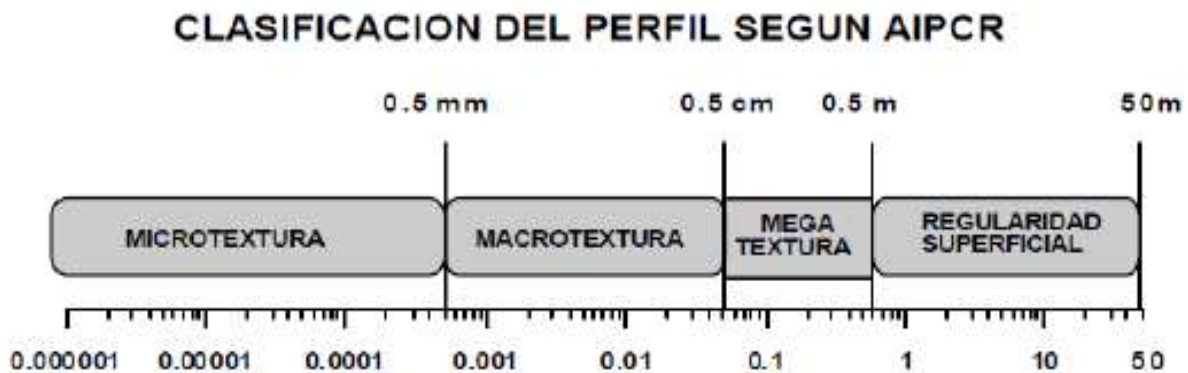 CLASIFICACION DEL PERFIL SEGUN AIPCR
0.5 mm 0.5 cm 0.5 m 50m
MICROTEXTURA MACROTEXTURA MEGA TEXTURA REGULARIDAD SUPERFICIAL
0.000001 0.00001 0.0001 0.001 0.01 0.1 1 10 50